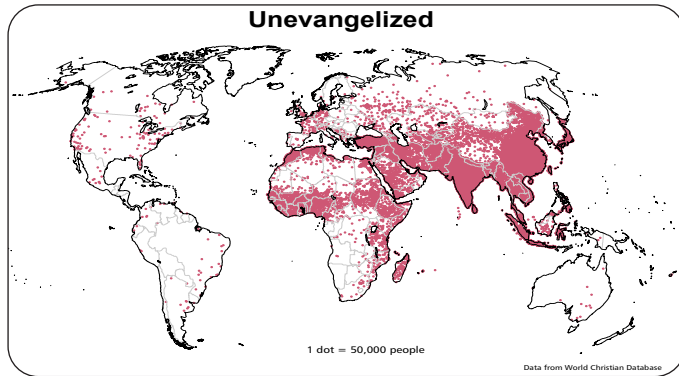 Unevangelized
1 dot = 50,000 people
Data from World Christian Database